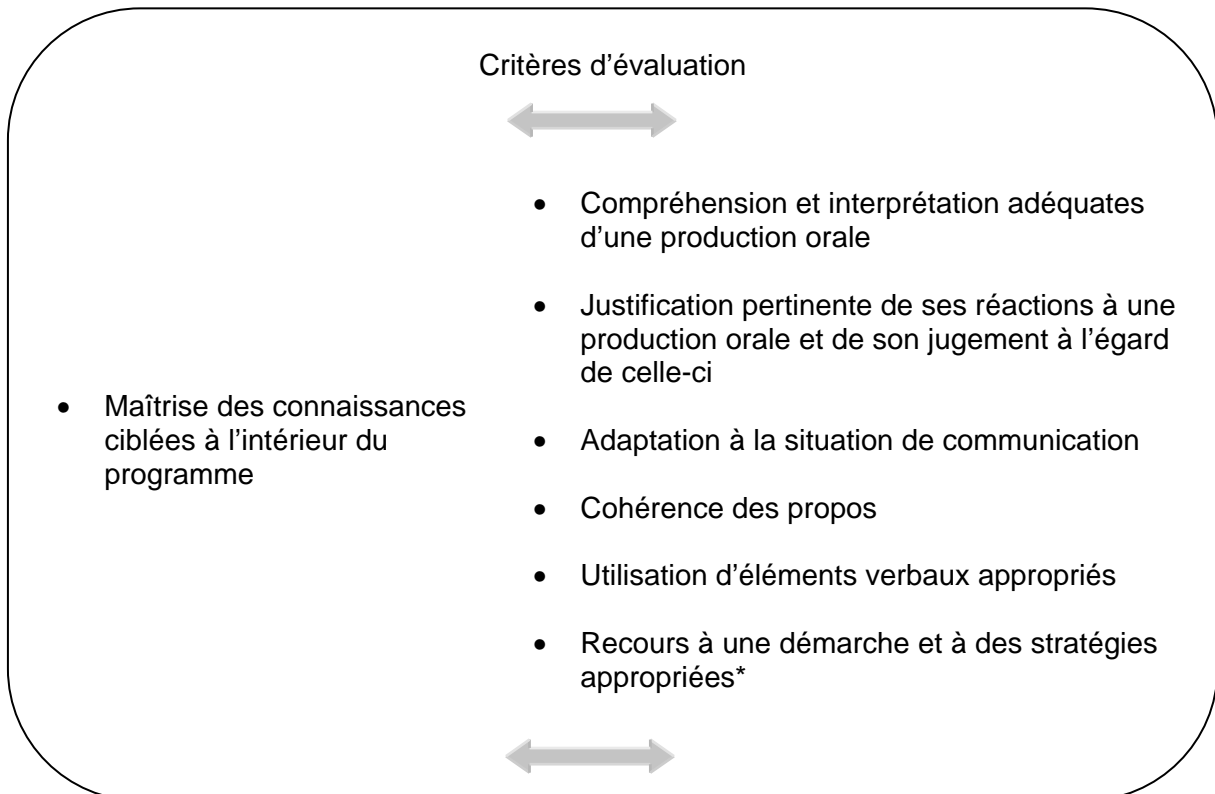 Critères d’évaluation
• Maîtrise des connaissances
ciblées à l’intérieur du
programme
• Compréhension et interprétation adéquates
d’une production orale
• Justification pertinente de ses réactions à une
production orale et de son jugement à l’égard
de celle-ci
• Adaptation à la situation de communication
• Cohérence des propos
• Utilisation d’éléments verbaux appropriés
• Recours à une démarche et à des stratégies
appropriées*